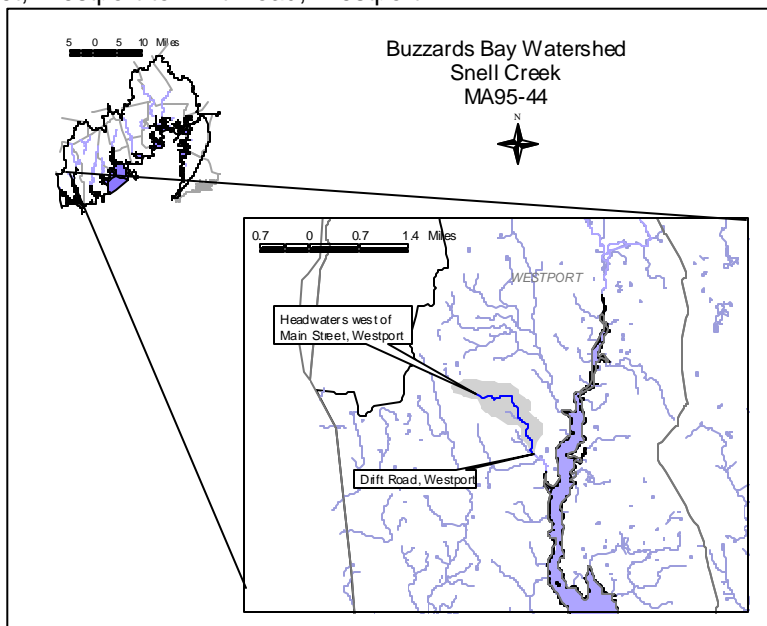 5 0 5 10 Miles
Buzzards Bay Watershed
Snell Creek
MA95-44
N
0.7 0 0.7 1.4 Miles
WESTPORT
Headwaters west of
Main Street, Westport
Drift Road, Westport